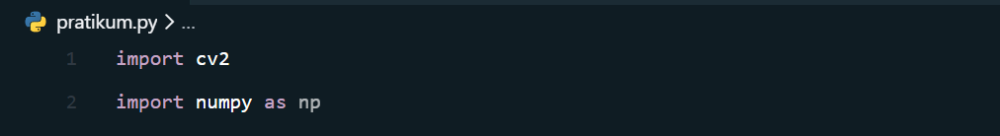 pratikum.py > ...
1 import cv2
2 import numpy as np